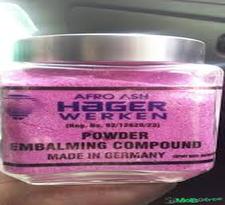 AFRO ASH
HAGER
WERKEN
POWDER
EMBALMING COMPOUND
MADE IN GERMANY